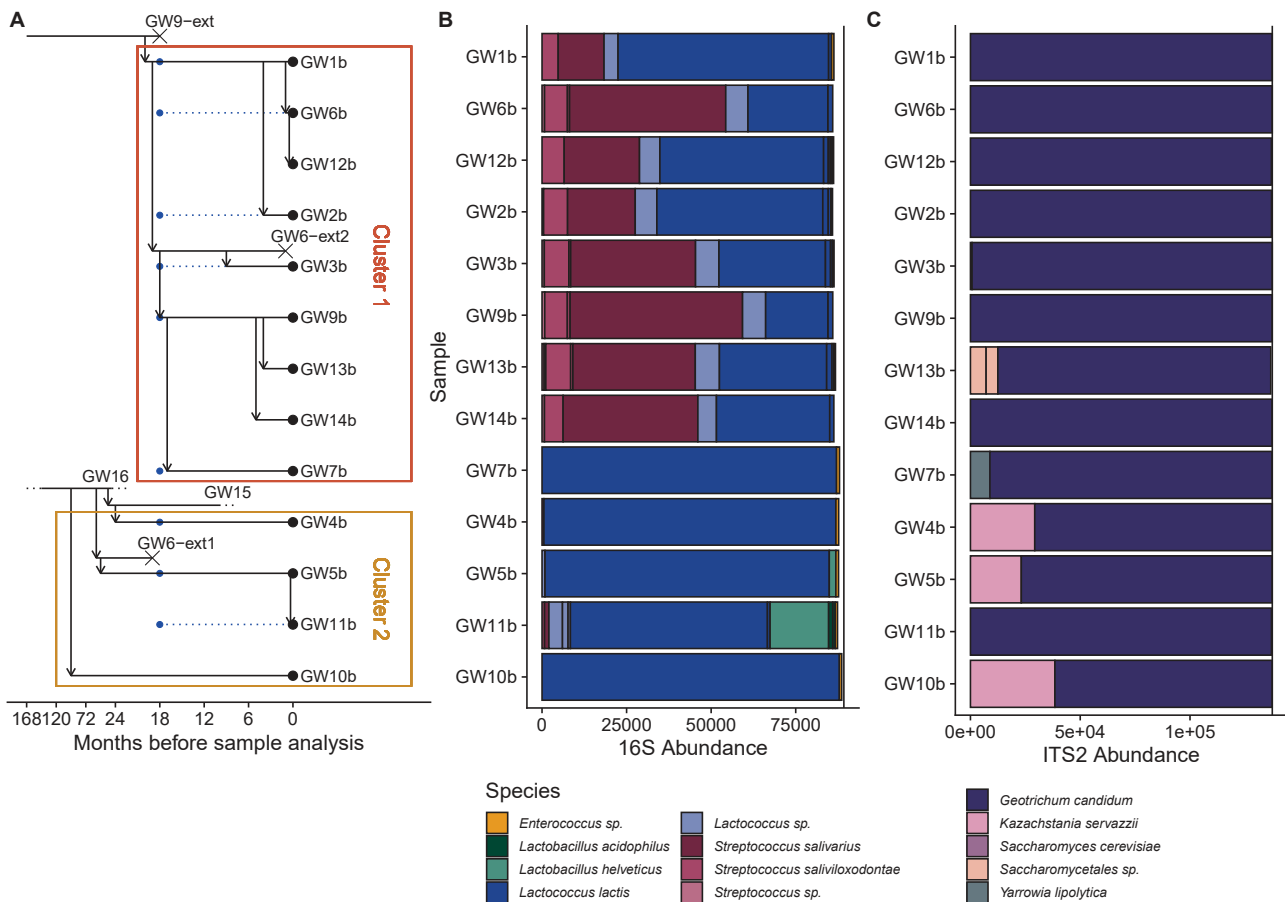 A
GW9−ext
GW1b
GW6b
GW12b
GW2b
GW6−ext2
GW3b
GW9b
GW13b
GW14b
GW7b
Cluster 1
GW16
GW15
GW4b
GW6−ext1
GW5b
GW11b
GW10b
Cluster 2
168 120 72 24 18 12 6 0
Months before sample analysis
B
Sample
GW1b
GW6b
GW12b
GW2b
GW3b
GW9b
GW13b
GW14b
GW7b
GW4b
GW5b
GW11b
GW10b
0 25000 50000 75000
16S Abundance
C
GW1b
GW6b
GW12b
GW2b
GW3b
GW9b
GW13b
GW14b
GW7b
GW4b
GW5b
GW11b
GW10b
0e+00 5e+04 1e+05
ITS2 Abundance
Species
Enterococcus sp.
Lactobacillus acidophilus
Lactobacillus helveticus
Lactococcus lactis
Lactococcus sp.
Streptococcus salivarius
Streptococcus saliviloxodontae
Streptococcus sp.
Geotrichum candidum
Kazachstania servazzii
Saccharomyces cerevisiae
Saccharomycetales sp.
Yarrowia lipolytica